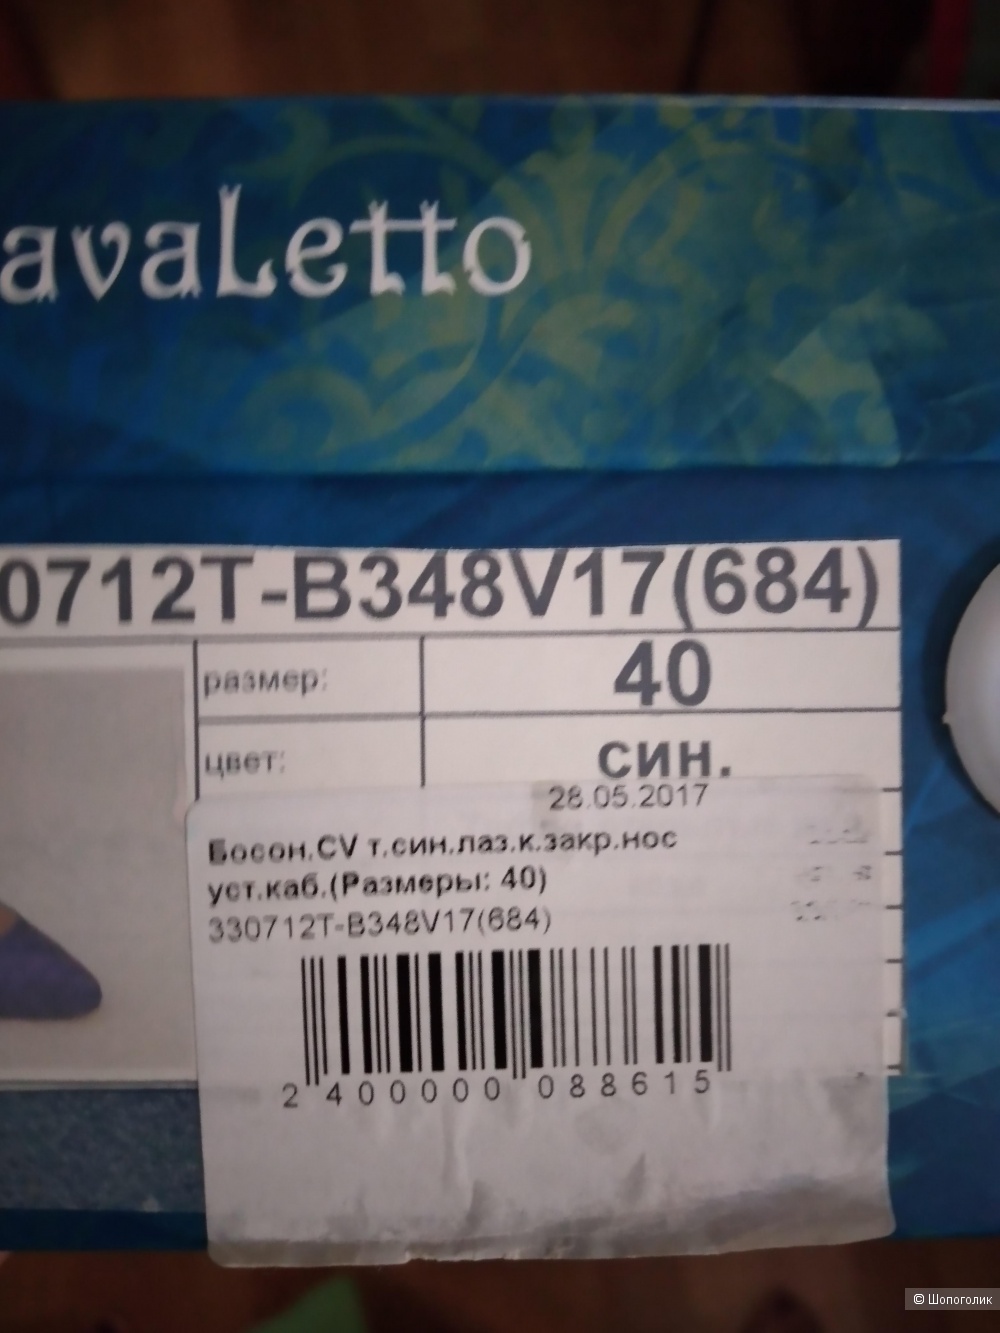 avaLetto
0712T-B348V17(684)
размер:
40
цвет:
син.
28.05.2017
Босон.CV т.син.лаз.к.закр.нос
уст.каб.(Размеры: 40)
330712T-B348V17(684)
2 400000 088615
© Шопоголик